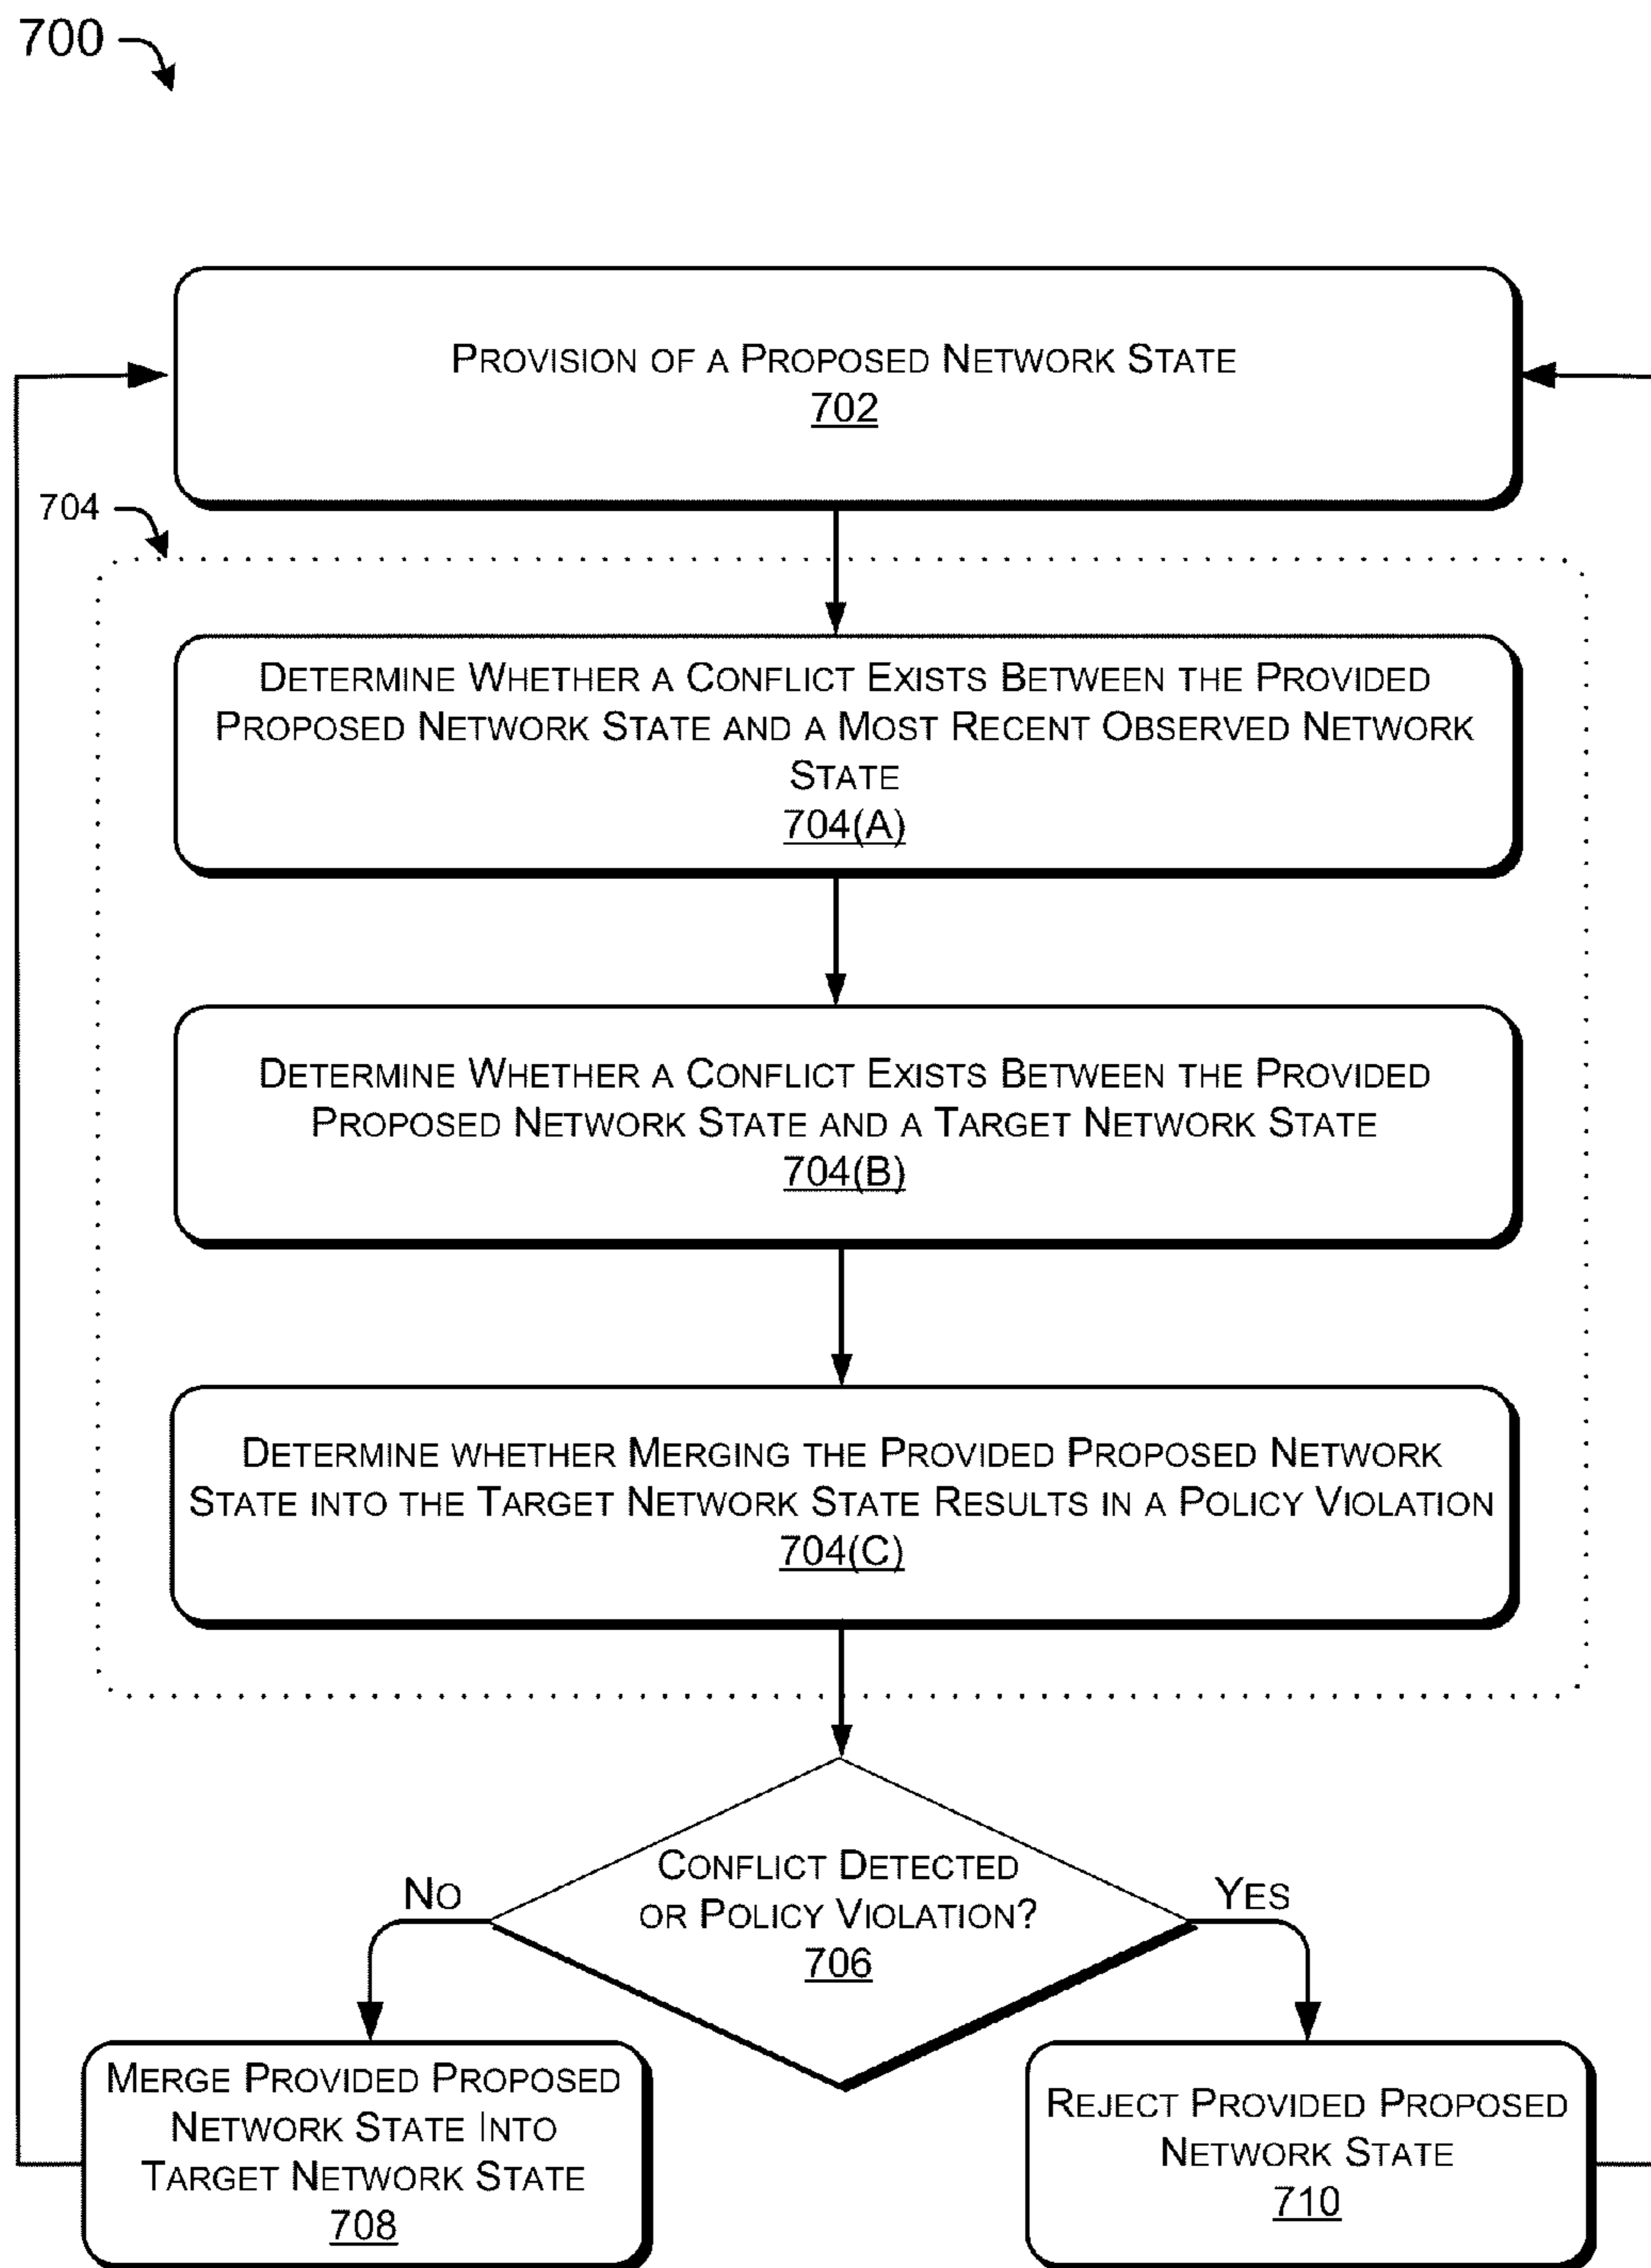 700
PROVISION OF A PROPOSED NETWORK STATE
702
704
DETERMINE WHETHER A CONFLICT EXISTS BETWEEN THE PROVIDED
PROPOSED NETWORK STATE AND A MOST RECENT OBSERVED NETWORK
STATE
704(A)
DETERMINE WHETHER A CONFLICT EXISTS BETWEEN THE PROVIDED
PROPOSED NETWORK STATE AND A TARGET NETWORK STATE
704(B)
DETERMINE WHETHER MERGING THE PROVIDED PROPOSED NETWORK
STATE INTO THE TARGET NETWORK STATE RESULTS IN A POLICY VIOLATION
704(C)
CONFLICT DETECTED
OR POLICY VIOLATION?
706
NO
YES
MERGE PROVIDED PROPOSED
NETWORK STATE INTO
TARGET NETWORK STATE
708
REJECT PROVIDED PROPOSED
NETWORK STATE
710